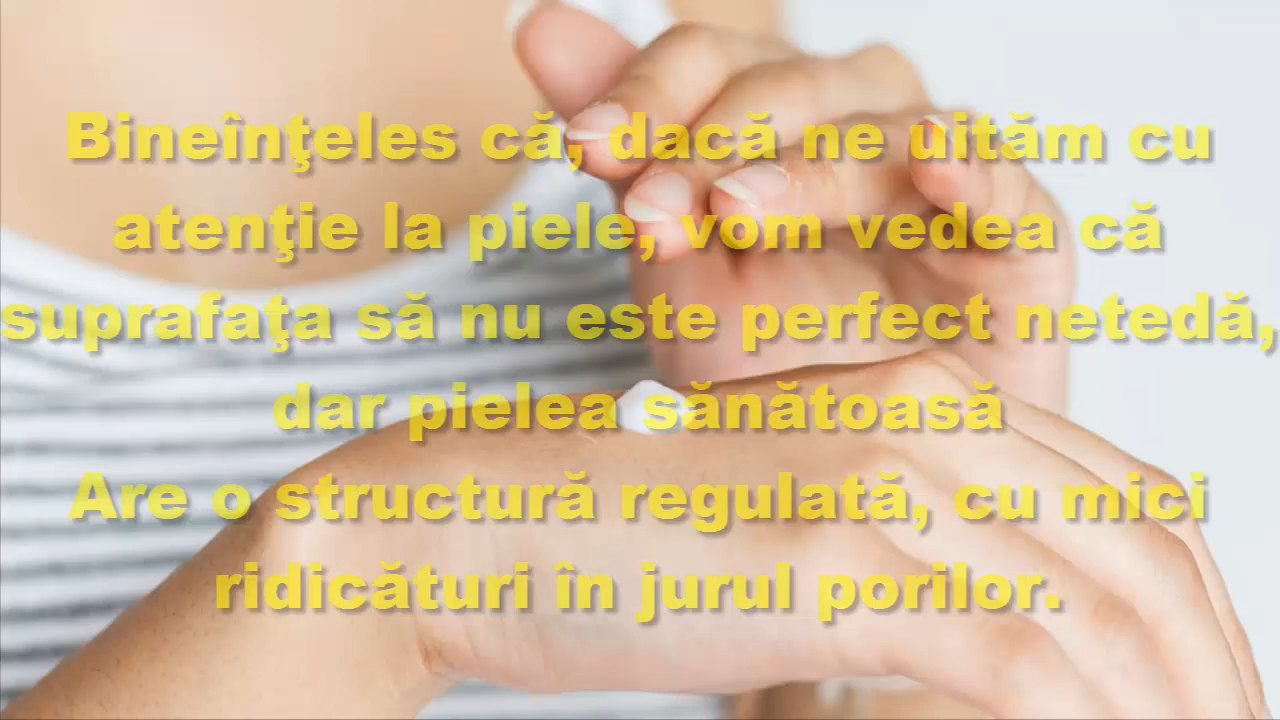 Bineînţeles că, dacă ne uităm cu
atenţie la piele, vom vedea că
suprafaţa să nu este perfect netedă,
dar pielea sănătoasă
Are o structură regulată, cu mici
ridicături în jurul porilor.